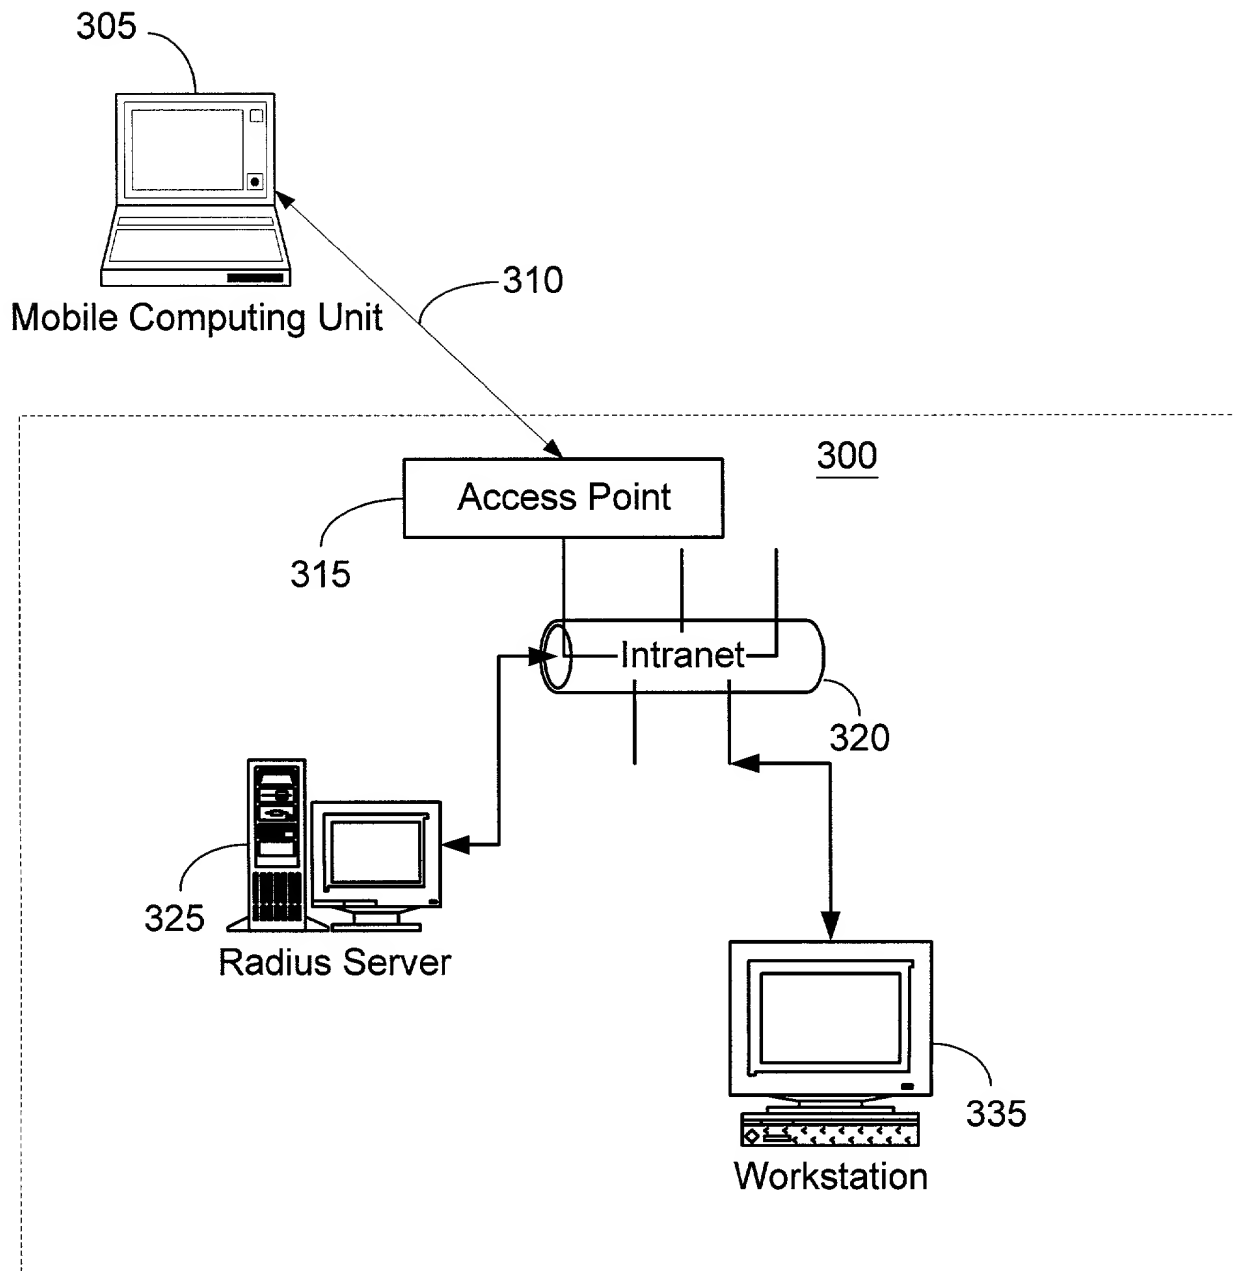 305
310
Mobile Computing Unit
300
Access Point
315
Intranet
320
325
Radius Server
335
Workstation